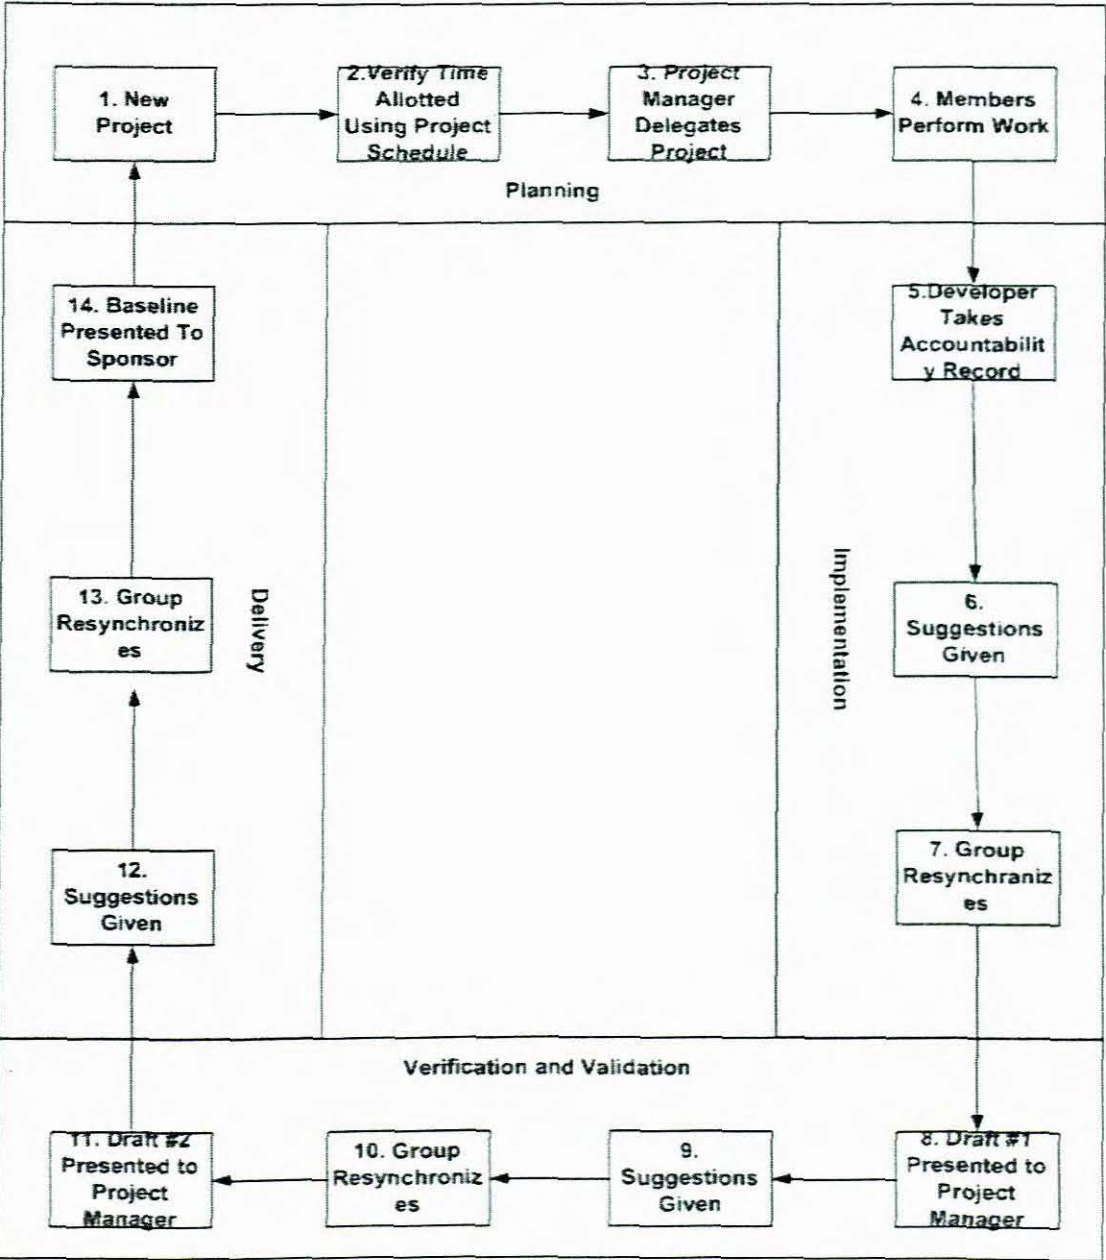 1. New
Project
2.Verify Time
Allotted
Using Project
Schedule
3. Project
Manager
Delegates
Project
4. Members
Perform Work
Planning
5.Developer
Takes
Accountabilit
y Record
6.
Suggestions
Given
7. Group
Resynchraniz
es
Implementation
8. Draft #1
Presented to
Project
Manager
9.
Suggestions
Given
10. Group
Resynchroniz
es
11. Draft #2
Presented to
Project
Manager
Verification and Validation
12.
Suggestions
Given
13. Group
Resynchroniz
es
Delivery
14. Baseline
Presented To
Sponsor